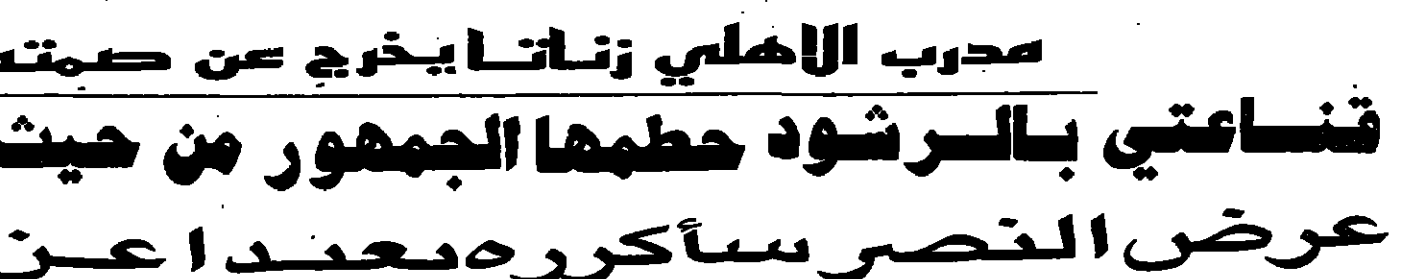 مدرب الاهلي زناتا يخرج عن صمته
قناعتي بالرشود حطمها الجمهور من حيث
عرض النصر سأكرره بعيدا عن